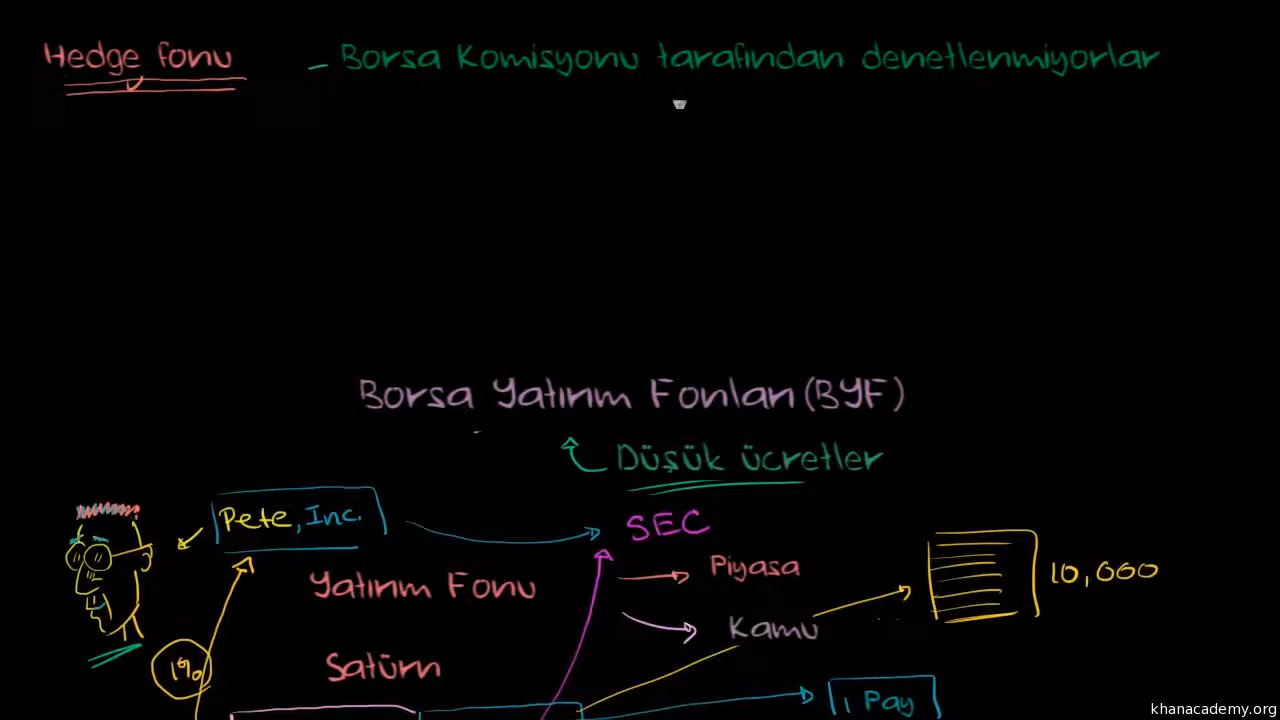 Hedge fonu
- Borsa Komisyonu tarafından denetlenmiyorlar
Borsa Yatırım Fonları (BYF)
Düşük ücretler
Pete, Inc.
SEC
Piyasa
10,000
Yatırım Fonu
Kamu
Satürn
1%
1 Pay
khanacademy.org